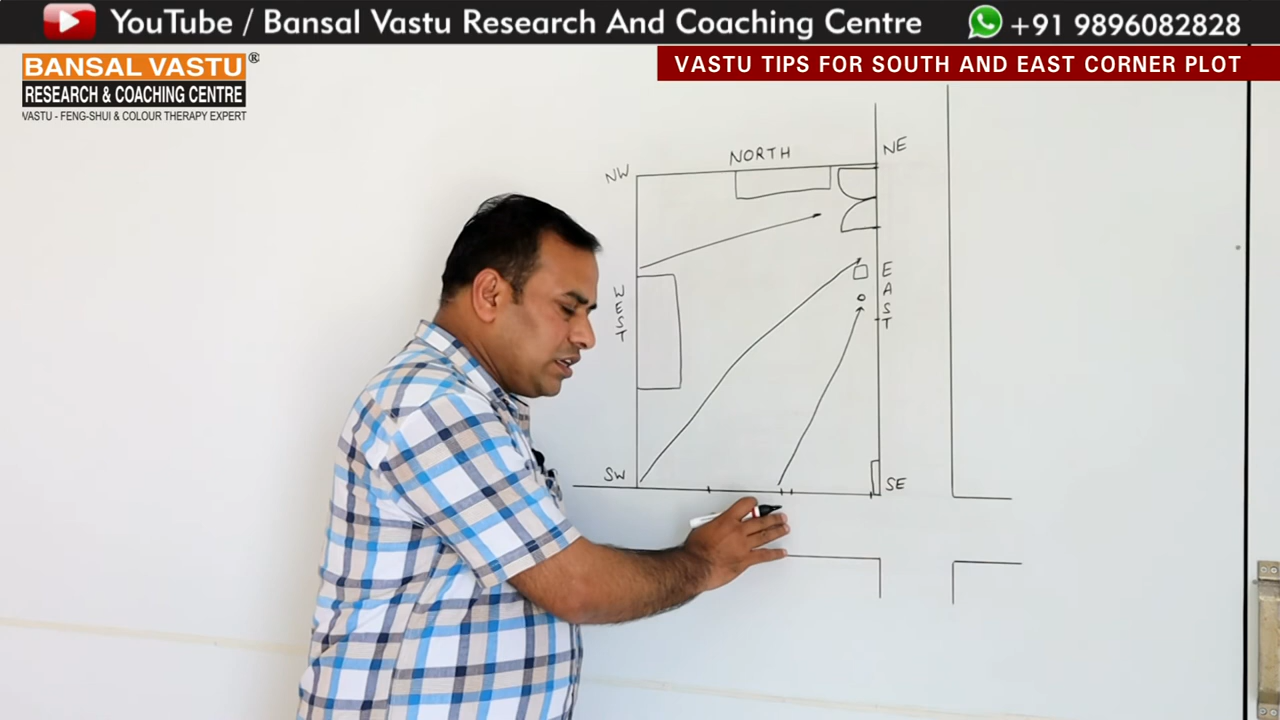 YouTube / Bansal Vastu Research And Coaching Centre
+91 9896082828
BANSAL VASTU®
RESEARCH & COACHING CENTRE
VASTU - FENG-SHUI & COLOUR THERAPY EXPERT
VASTU TIPS FOR SOUTH AND EAST CORNER PLOT
NW
NORTH
NE
WEST
EAST
SW
SE